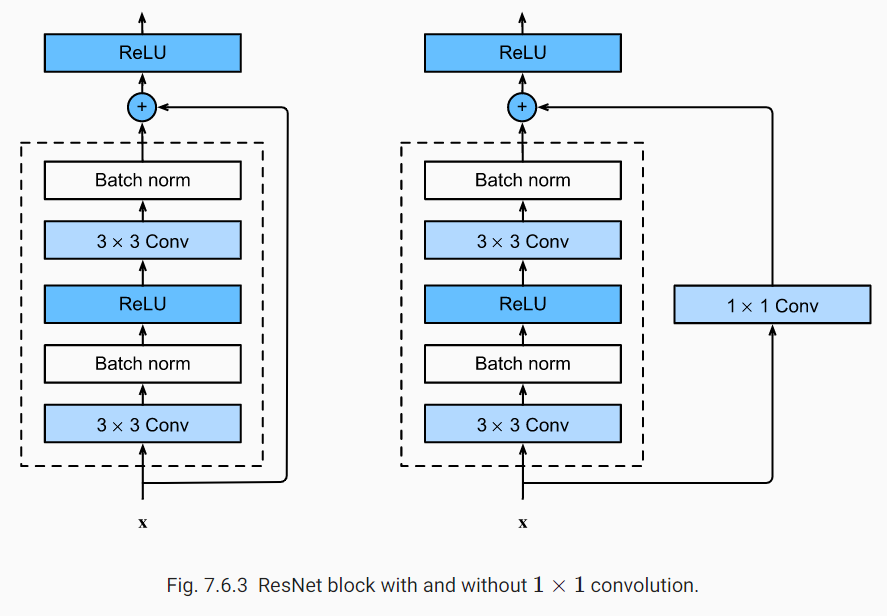 ReLU
+
Batch norm
3 × 3 Conv
ReLU
Batch norm
3 × 3 Conv
x
ReLU
+
Batch norm
3 × 3 Conv
ReLU
Batch norm
3 × 3 Conv
1 × 1 Conv
x
Fig. 7.6.3 ResNet block with and without 1 × 1 convolution.